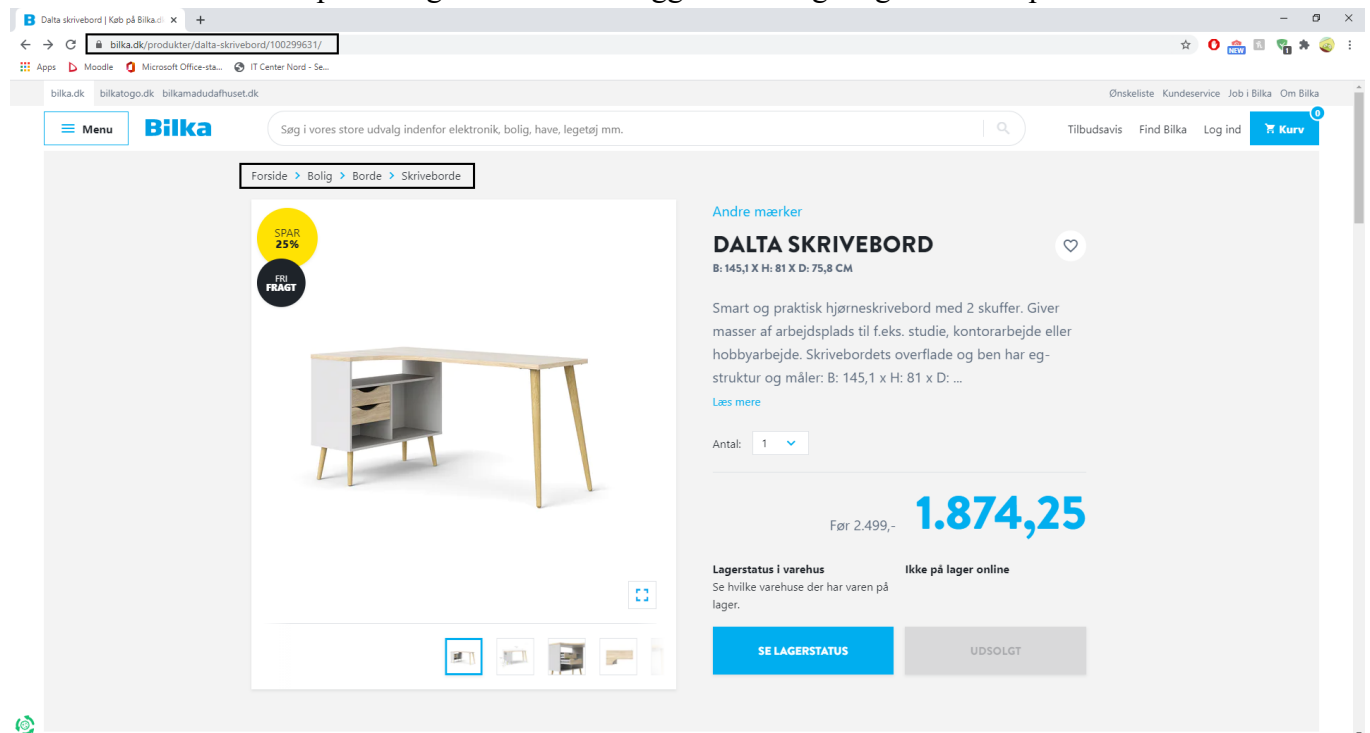 Dalta skrivebord | Køb på Bilka.d
bilka.dk/produkter/dalta-skrivebord/100299631/
NEW
Apps Moodle Microsoft Office-sta... IT Center Nord - Se...
bilka.dk bilkatogo.dk bilkamadudafhuset.dk Ønskeliste Kundeservice Job i Bilka Om Bilka
Menu Bilka Søg i vores store udvalg indenfor elektronik, bolig, have, legetøj mm. Tilbudsavis Find Bilka Log ind Kurv 0
Forside > Bolig > Borde > Skriveborde
SPAR
25%
FRI
FRAGT
Andre mærker
DALTA SKRIVEBORD
B: 145,1 X H: 81 X D: 75,8 CM
Smart og praktisk hjørneskrivebord med 2 skuffer. Giver
masser af arbejdsplads til f.eks. studie, kontorarbejde eller
hobbyarbejde. Skrivebordets overflade og ben har eg-
struktur og måler: B: 145,1 x H: 81 x D: ...
Læs mere
Antal: 1
Før 2.499,- 1.874,25
Lagerstatus i varehus Ikke på lager online
Se hvilke varehuse der har varen på
lager.
SE LAGERSTATUS UDSOLGT